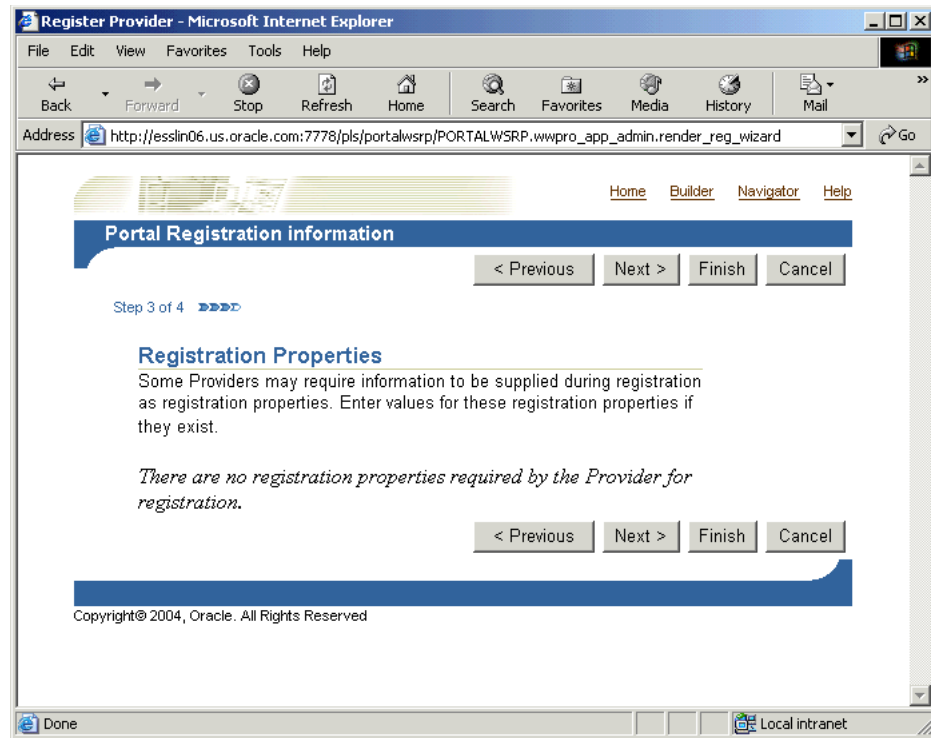 Register Provider - Microsoft Internet Explorer
File Edit View Favorites Tools Help
Back Forward Stop Refresh Home Search Favorites Media History Mail »
Address http://esslin06.us.oracle.com:7778/pls/portalwsrp/PORTALWSRP.wwpro_app_admin.render_reg_wizard Go
Home Builder Navigator Help
Portal Registration information
< Previous Next > Finish Cancel
Step 3 of 4
Registration Properties
Some Providers may require information to be supplied during registration
as registration properties. Enter values for these registration properties if
they exist.
There are no registration properties required by the Provider for
registration.
< Previous Next > Finish Cancel
Copyright© 2004, Oracle. All Rights Reserved
Done Local intranet